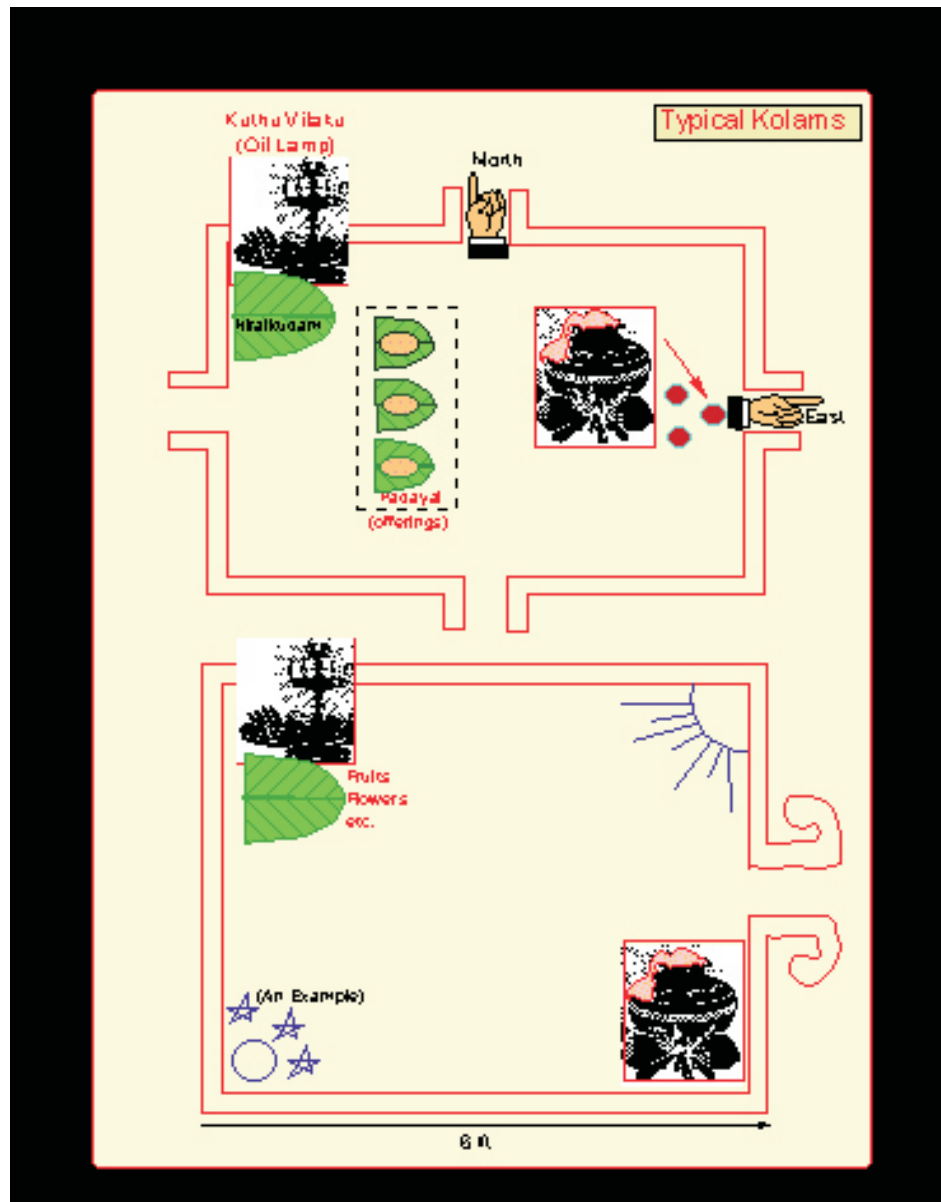 Typical Kolams
Kuthu Vilaku
(Oil Lamp)
North
Niraikudam
East
Padayal
(offerings)
Fruits
Flowers
etc.
(An Example)
6 ft.